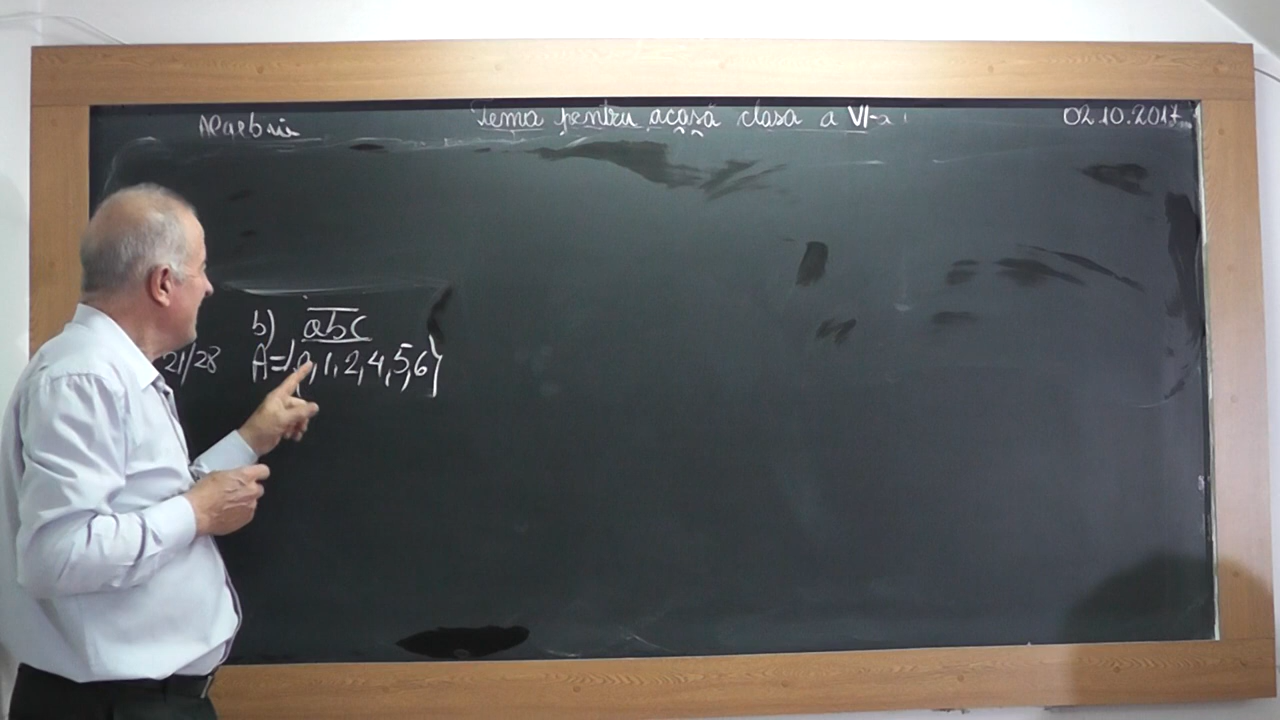 Algebra Tema pentru acasă clasa a VI-a 02.10.2017
b) abc
21/28 A={0,1,2,4,5,6}